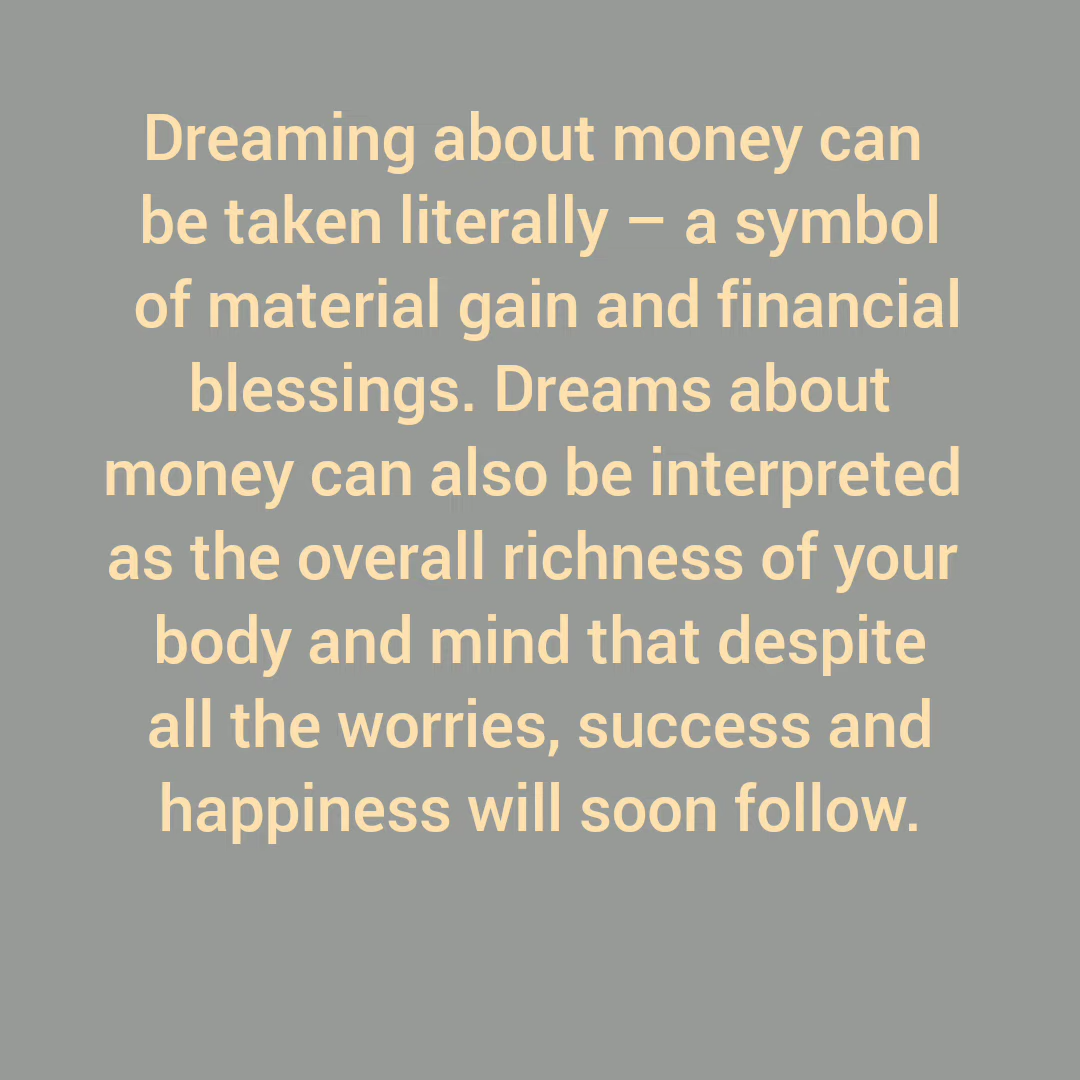 Dreaming about money can
be taken literally – a symbol
of material gain and financial
blessings. Dreams about
money can also be interpreted
as the overall richness of your
body and mind that despite
all the worries, success and
happiness will soon follow.